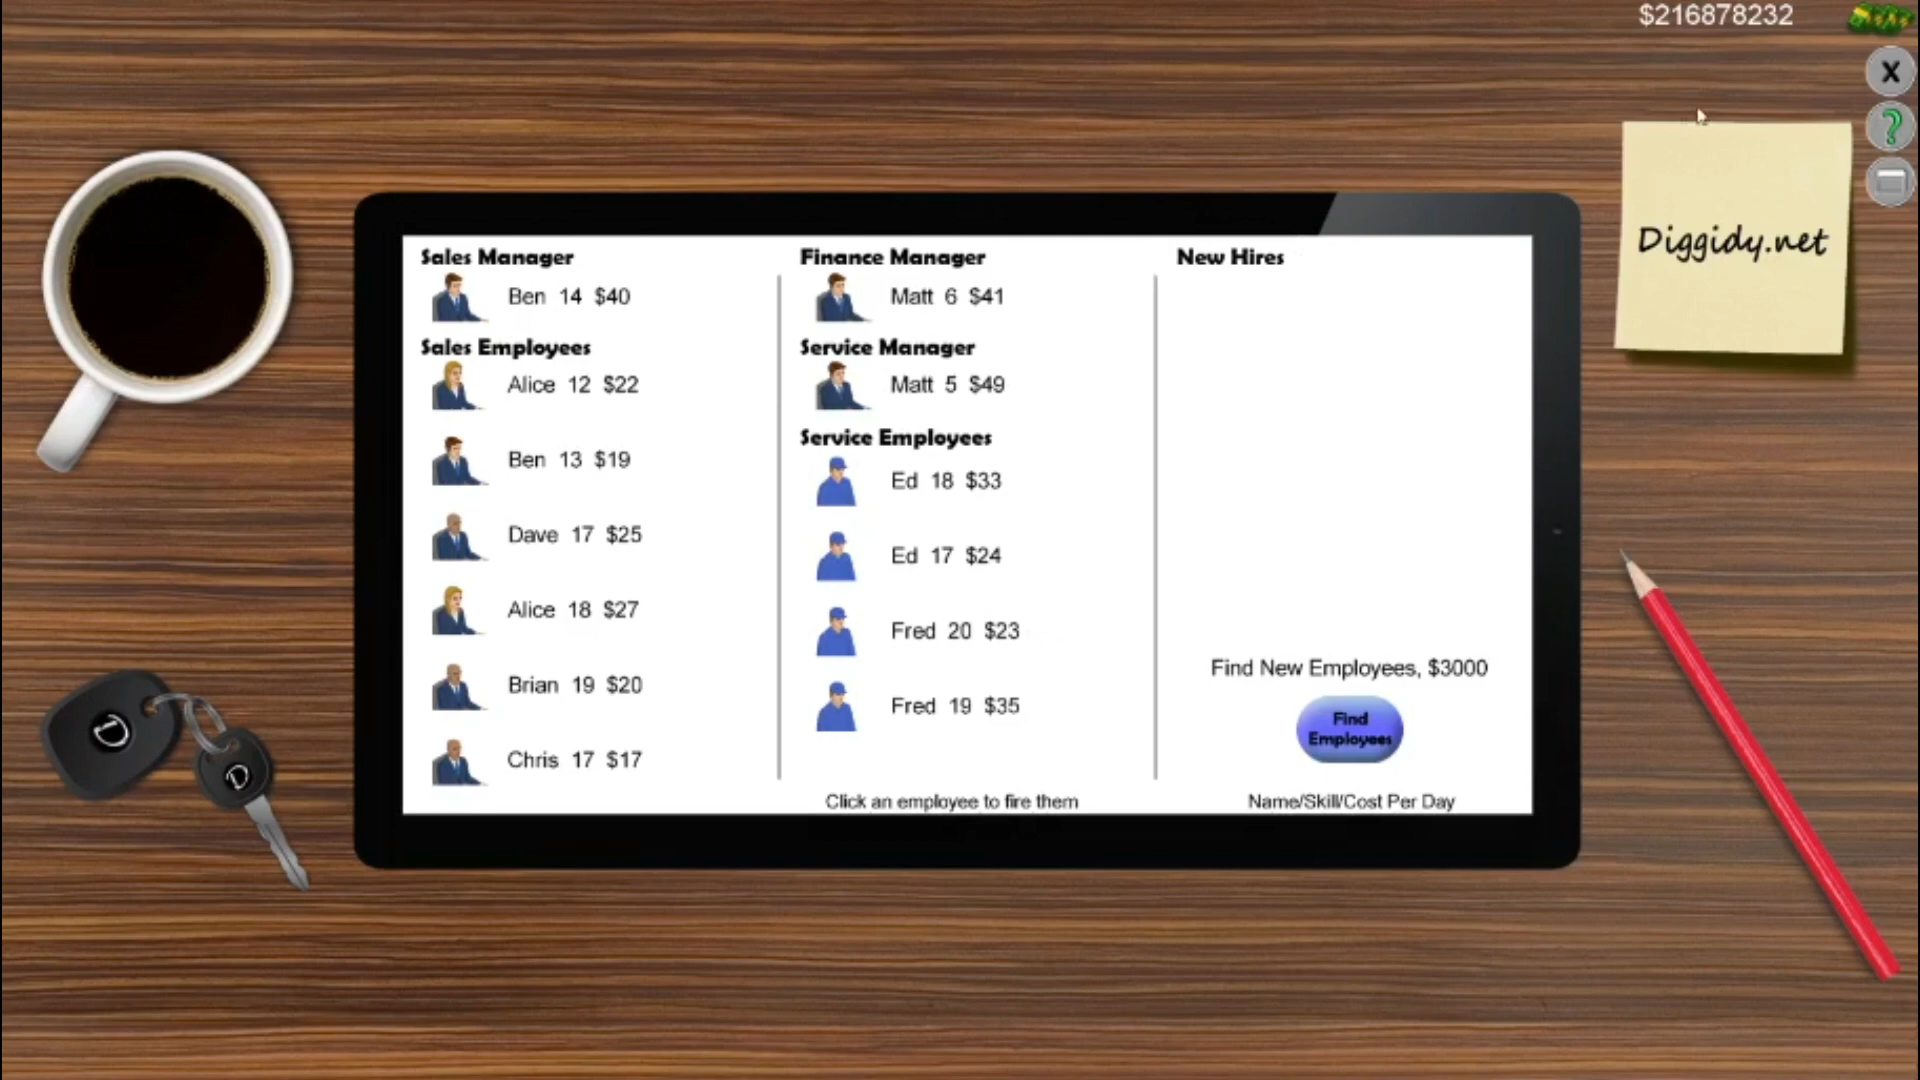 $216878232
X
?
Diggidy.net
Sales Manager
Ben 14 $40
Sales Employees
Alice 12 $22
Ben 13 $19
Dave 17 $25
Alice 18 $27
Brian 19 $20
Chris 17 $17
Finance Manager
Matt 6 $41
Service Manager
Matt 5 $49
Service Employees
Ed 18 $33
Ed 17 $24
Fred 20 $23
Fred 19 $35
Click an employee to fire them
New Hires
Find New Employees, $3000
Find
Employees
Name/Skill/Cost Per Day
D
D